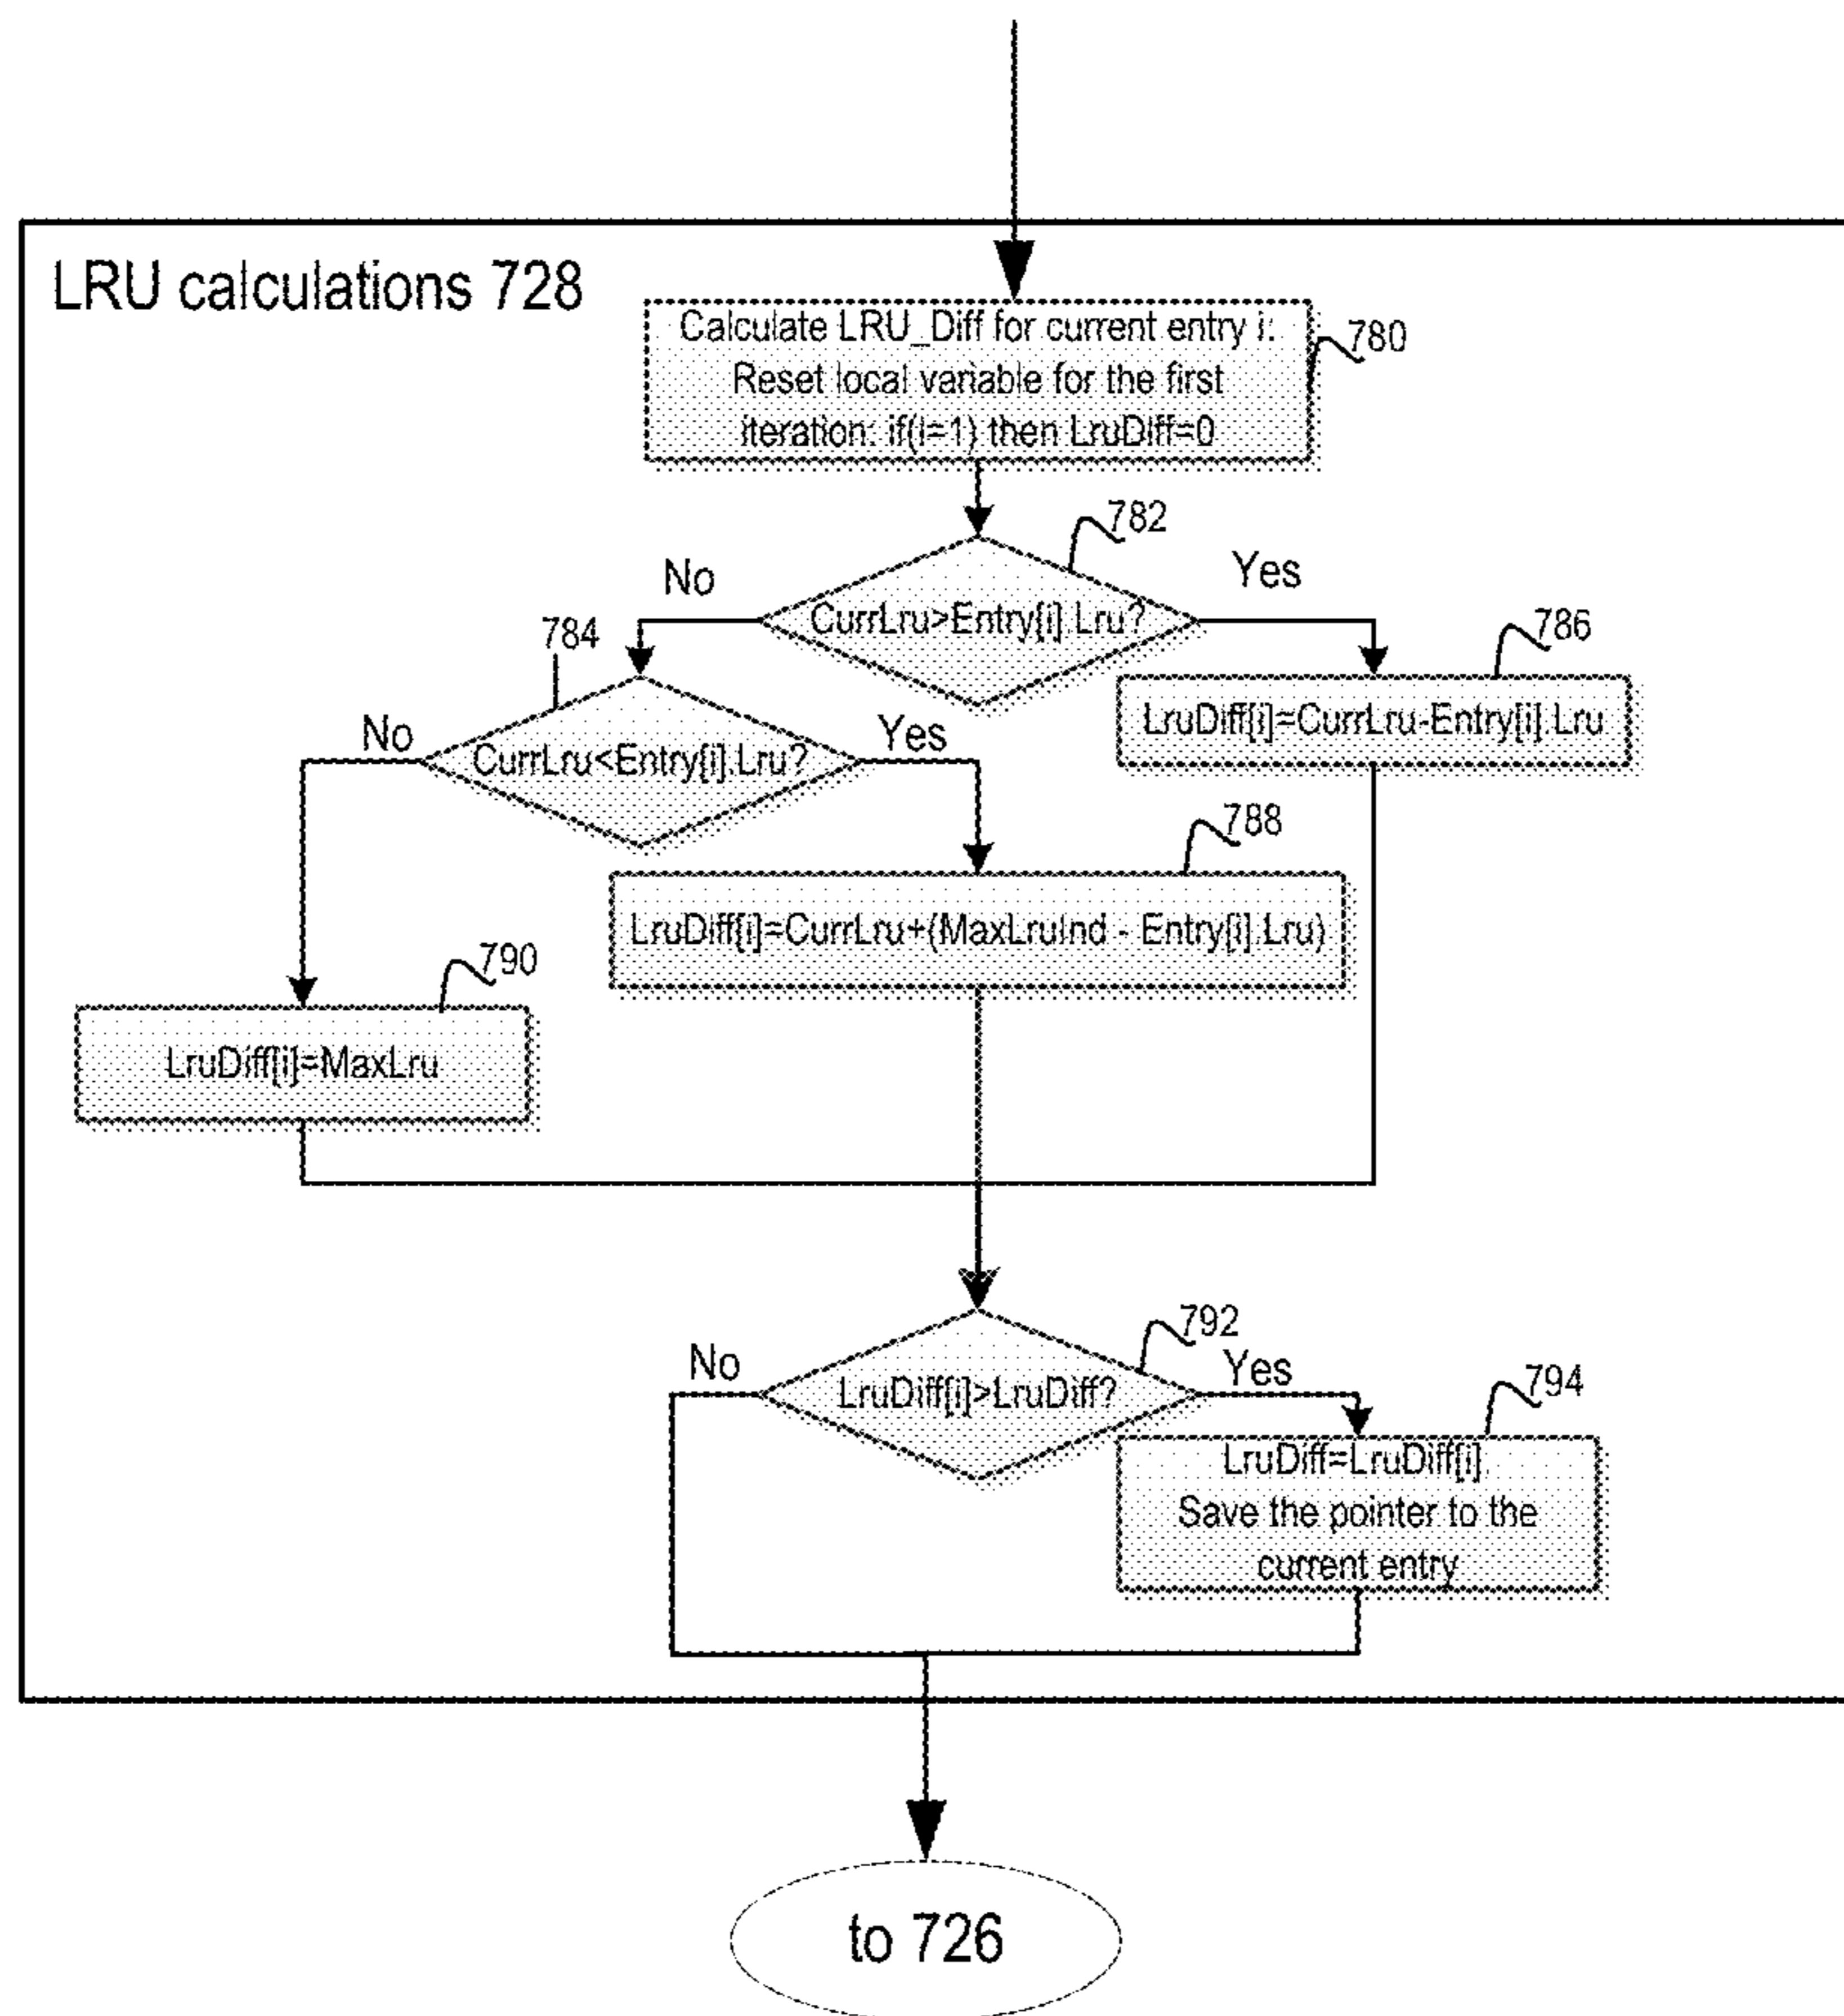 LRU calculations 728
Calculate LRU_Diff for current entry i:
Reset local variable for the first
iteration: if(i=1) then LruDiff=0
780
782
No
Yes
CurrLru>Entry[i].Lru?
784
786
LruDiff[i]=CurrLru-Entry[i].Lru
No
Yes
CurrLru<Entry[i].Lru?
788
LruDiff[i]=CurrLru+(MaxLruInd - Entry[i].Lru)
790
LruDiff[i]=MaxLru
792
No
Yes
LruDiff[i]>LruDiff?
794
LruDiff=LruDiff[i]
Save the pointer to the
current entry
to 726